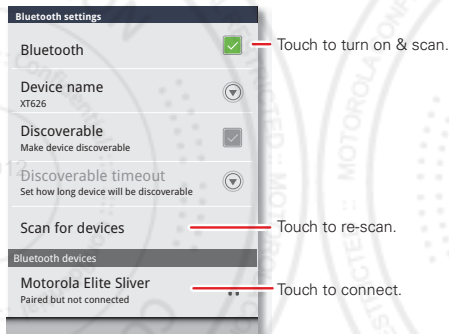 Bluetooth settings
Bluetooth
Touch to turn on & scan.
Device name
XT626
Discoverable
Make device discoverable
Discoverable timeout
Set how long device will be discoverable
Scan for devices
Touch to re-scan.
Bluetooth devices
Motorola Elite Sliver
Paired but not connected
Touch to connect.